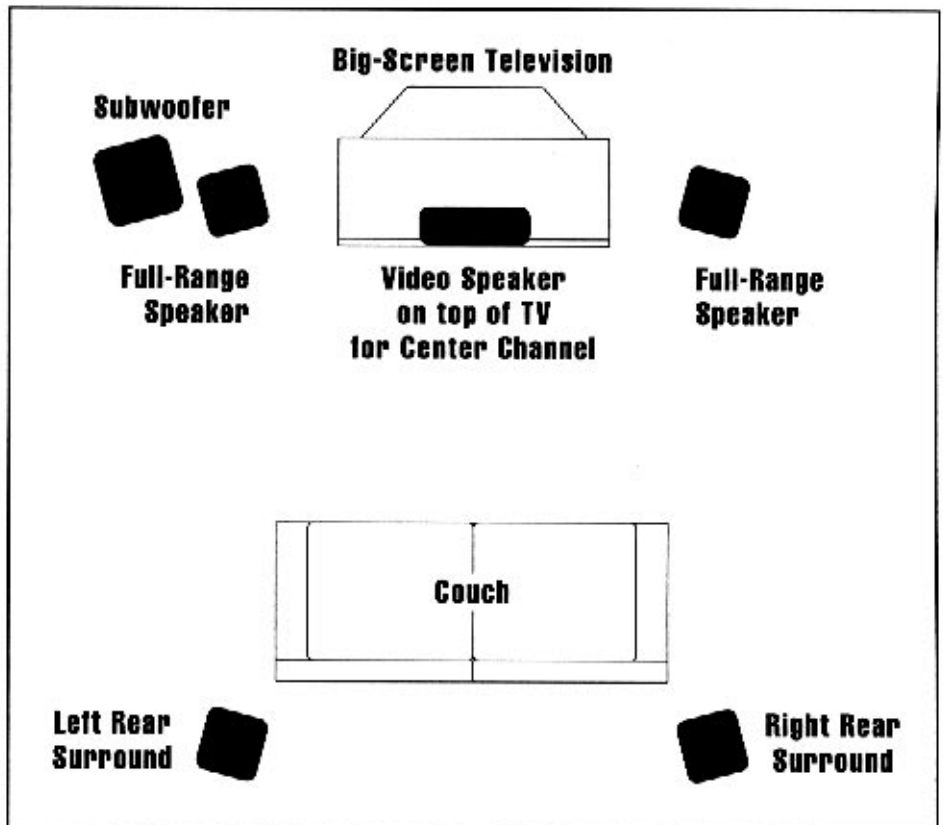 Big-Screen Television
Subwoofer
Full-Range
Speaker
Video Speaker
on top of TV
for Center Channel
Full-Range
Speaker
Couch
Left Rear
Surround
Right Rear
Surround